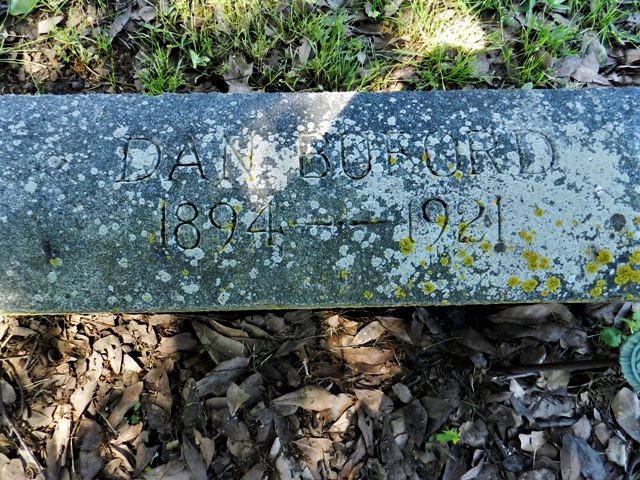 DAN BUFORD
1894 — — 1921